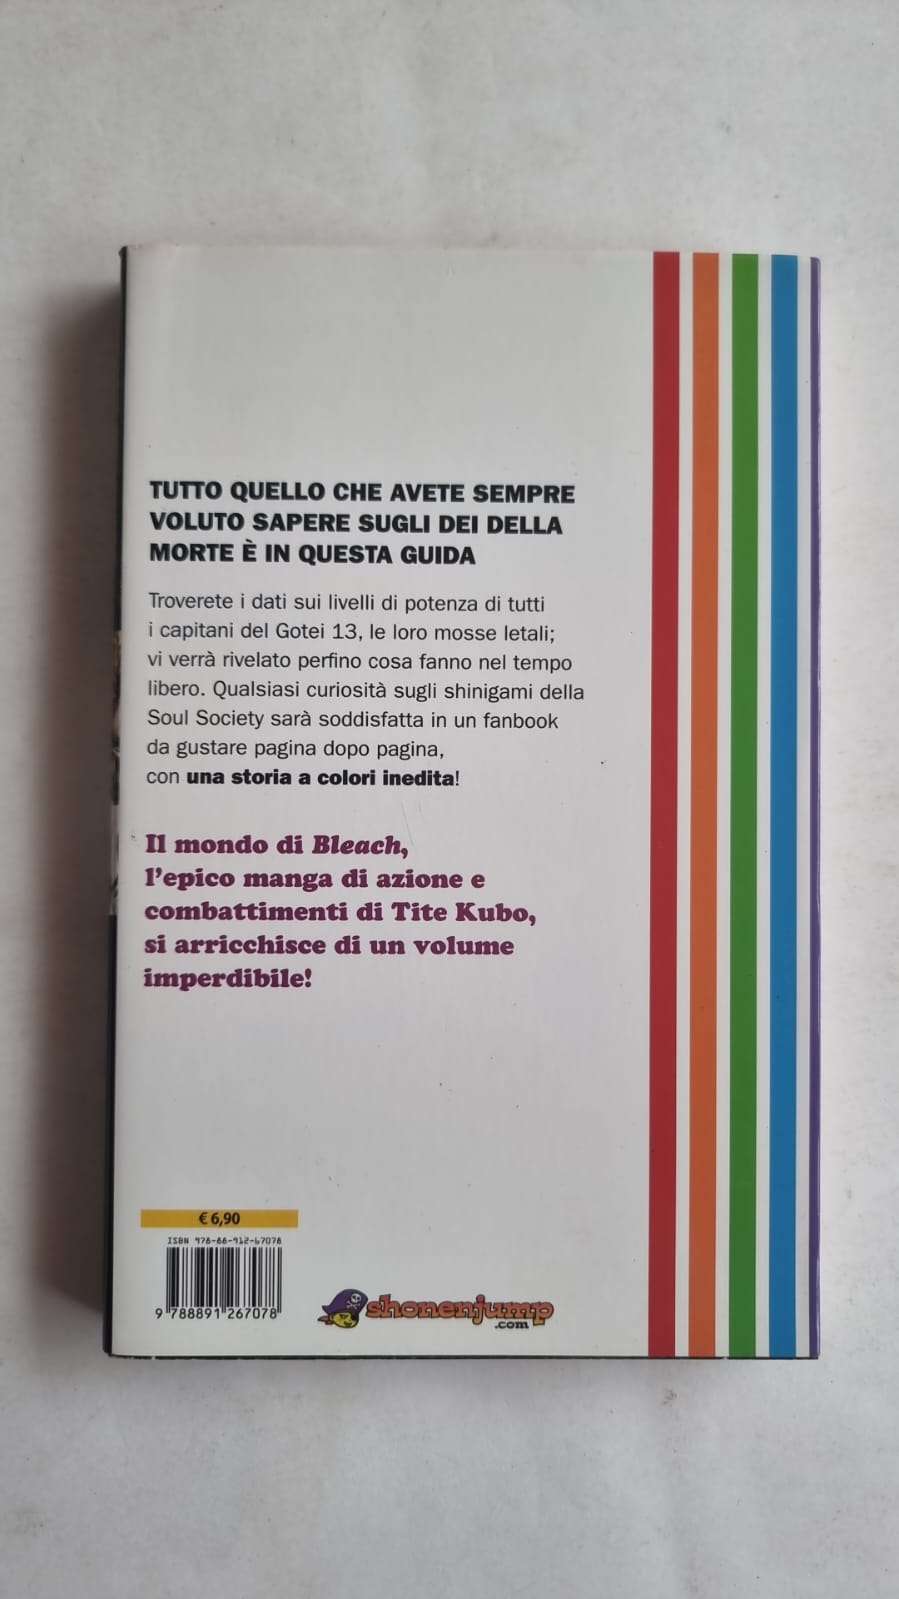 TUTTO QUELLO CHE AVETE SEMPRE
VOLUTO SAPERE SUGLI DEI DELLA
MORTE È IN QUESTA GUIDA
Troverete i dati sui livelli di potenza di tutti
i capitani del Gotei 13, le loro mosse letali;
vi verrà rivelato perfino cosa fanno nel tempo
libero. Qualsiasi curiosità sugli shinigami della
Soul Society sarà soddisfatta in un fanbook
da gustare pagina dopo pagina,
con una storia a colori inedita!
Il mondo di Bleach,
l'epico manga di azione e
combattimenti di Tite Kubo,
si arricchisce di un volume
imperdibile!
€ 6,90
ISBN 978-88-912-67078
9 788891 267078
shonenjump
.com